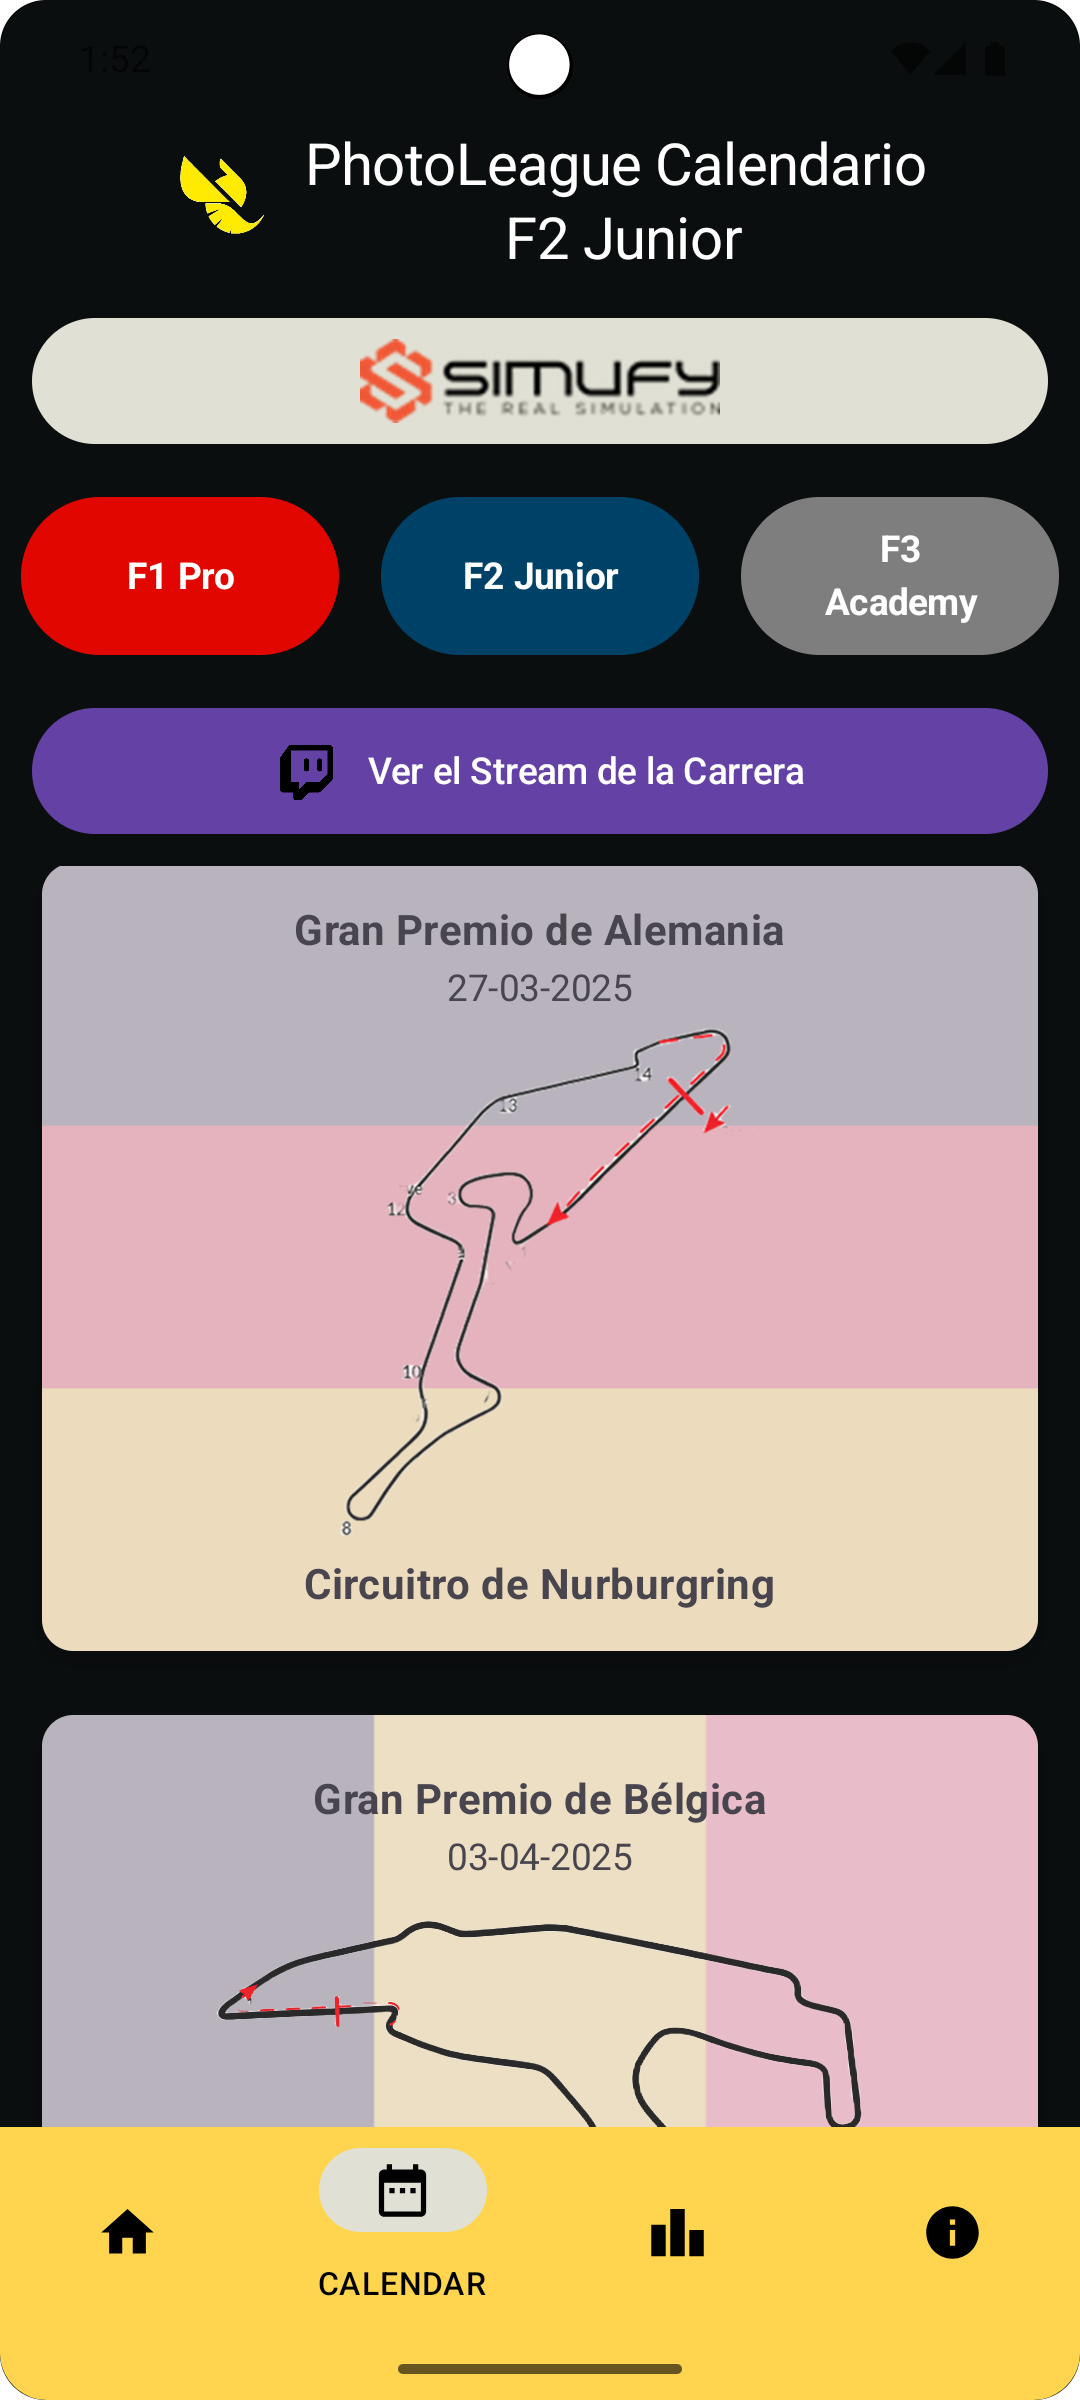 1:52
PhotoLeague Calendario
F2 Junior
SIMUFY
THE REAL SIMULATION
F1 Pro
F2 Junior
F3
Academy
Ver el Stream de la Carrera
Gran Premio de Alemania
27-03-2025
14
13
12
3
10
8
Circuitro de Nurburgring
Gran Premio de Bélgica
03-04-2025
CALENDAR